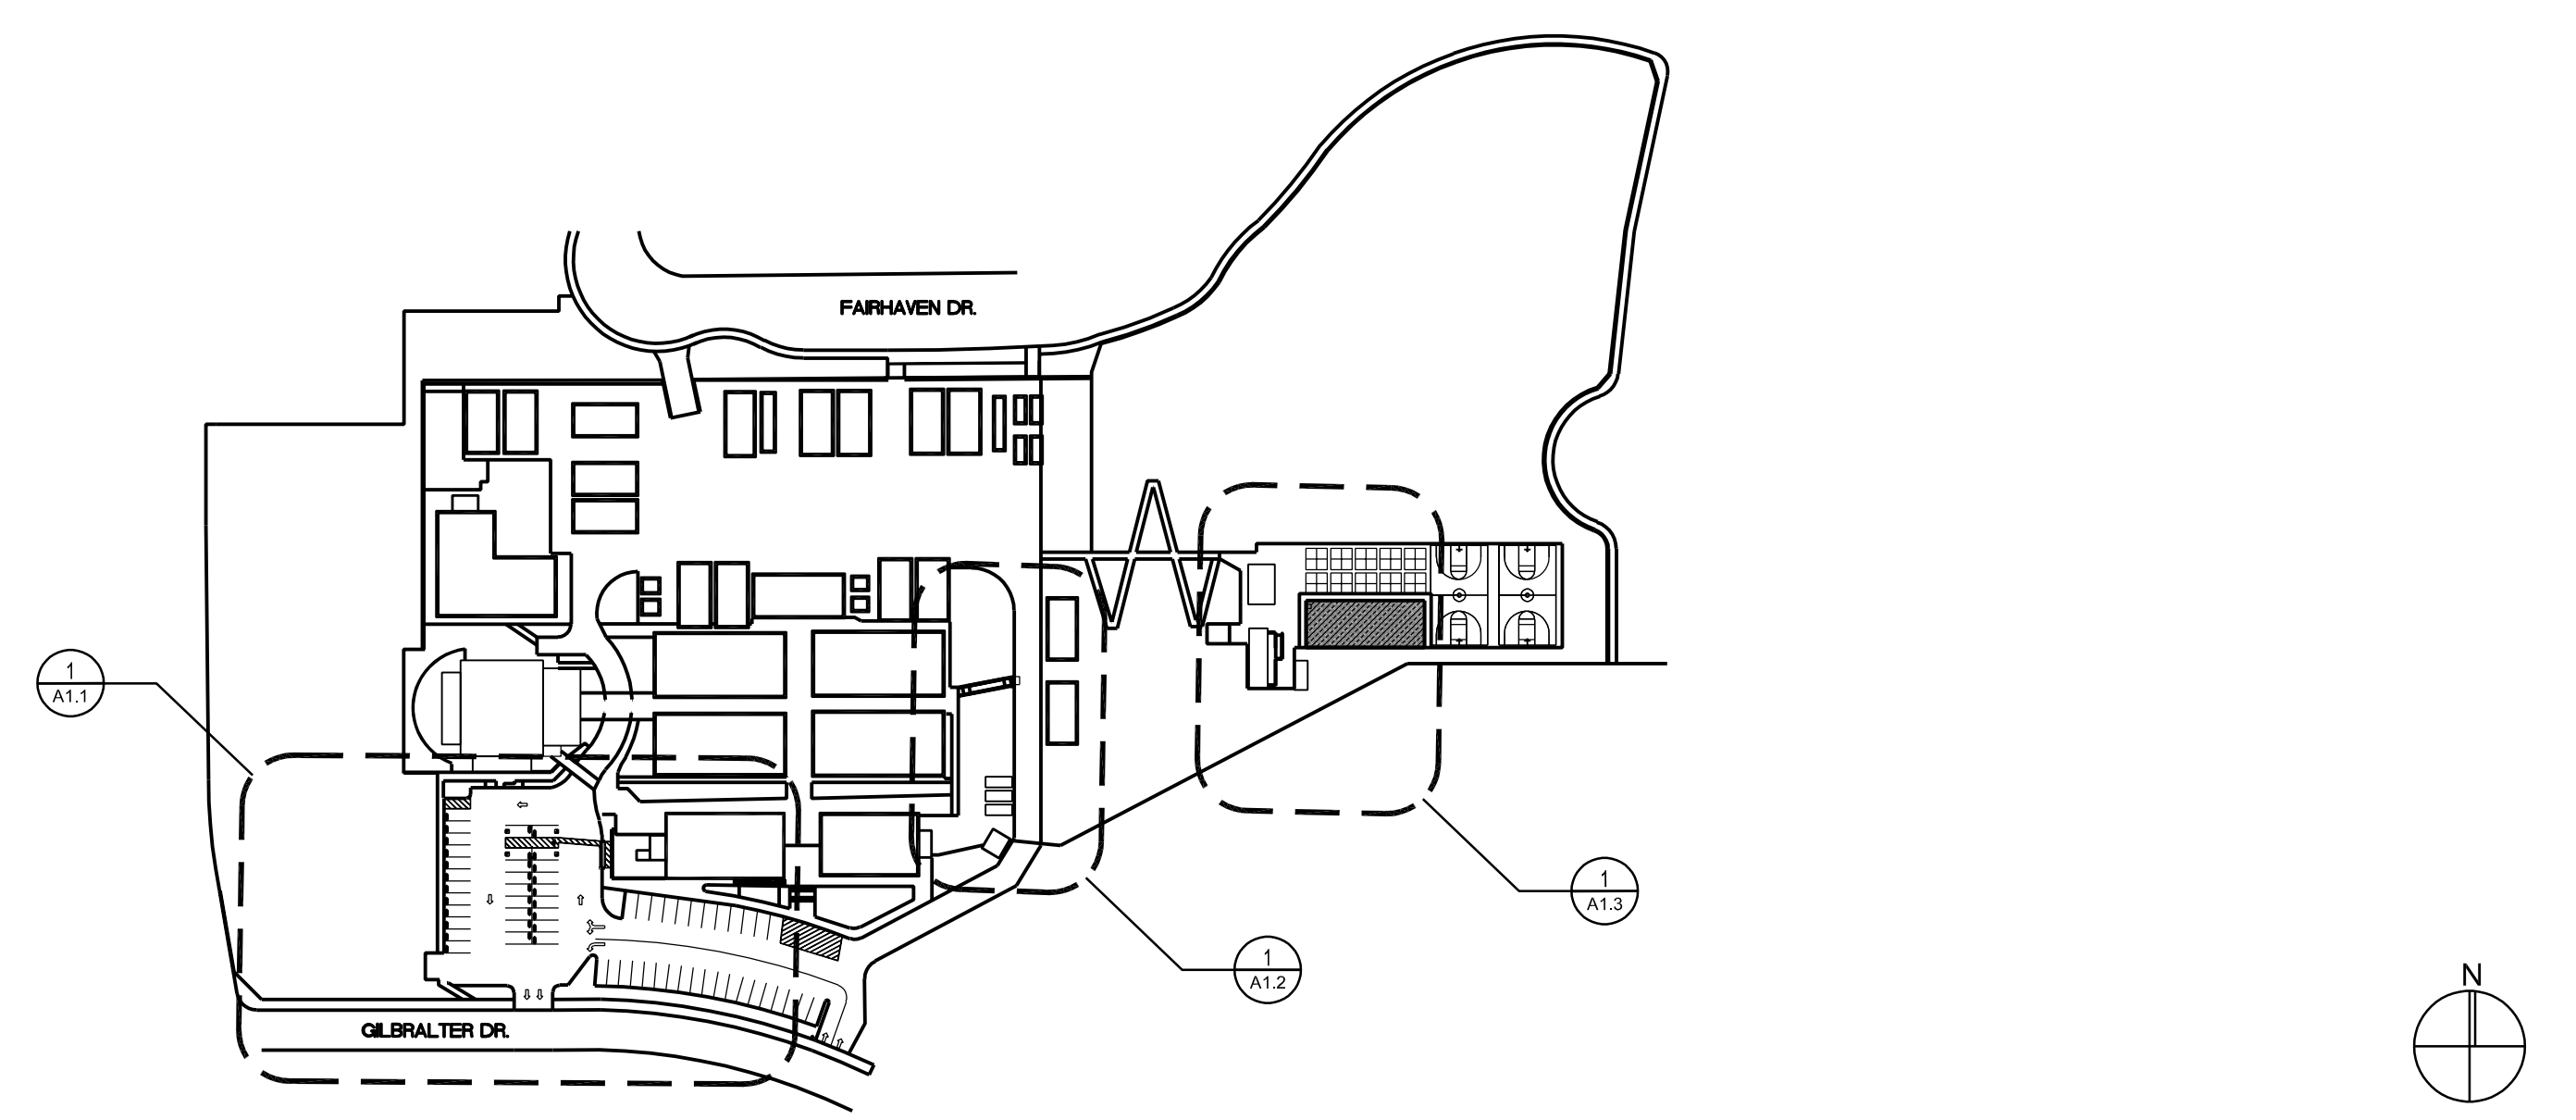 FAIRHAVEN DR.
1
A1.1
1
A1.3
1
A1.2
N
GILBRALTER DR.